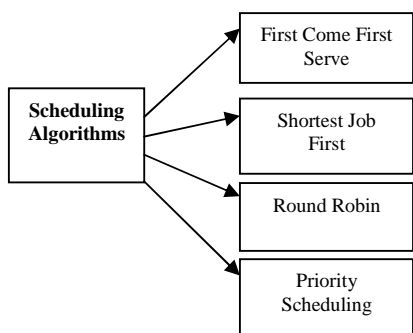 Scheduling
Algorithms
First Come First
Serve
Shortest Job
First
Round Robin
Priority
Scheduling